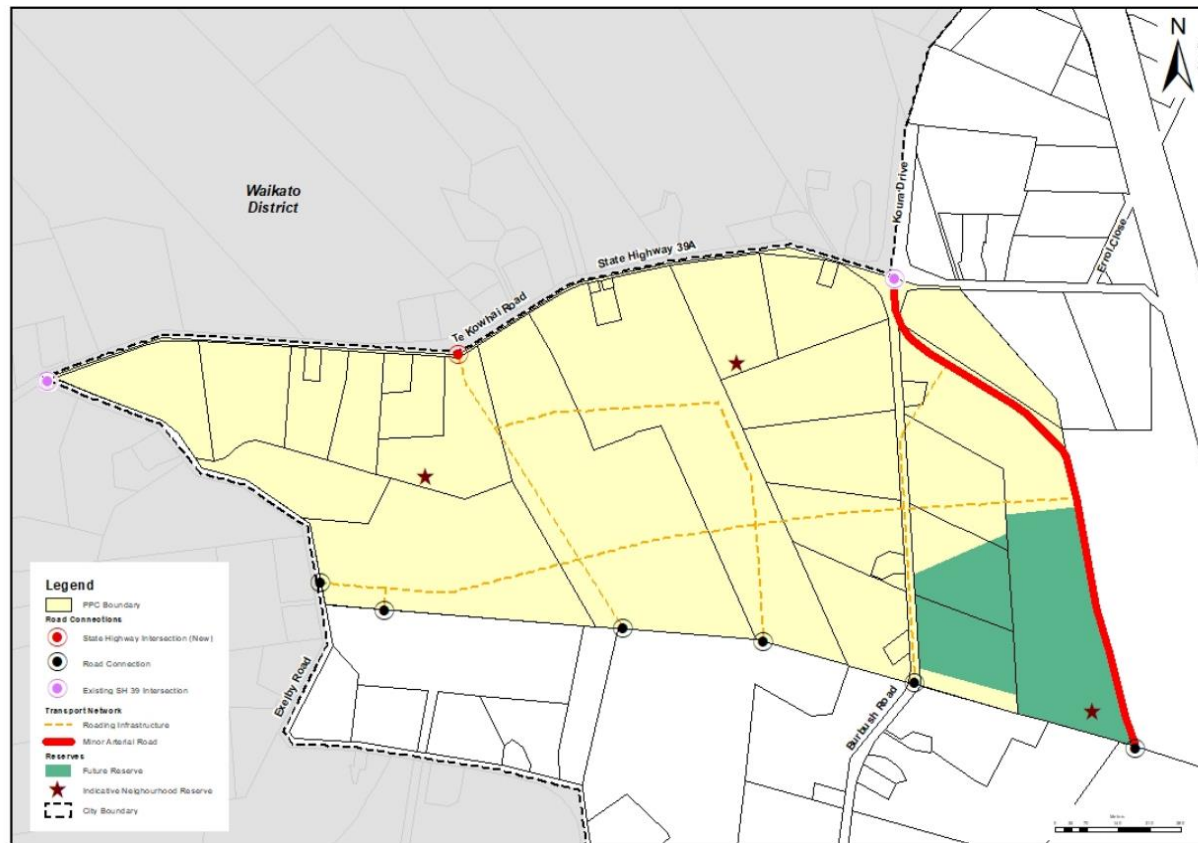 N
Waikato
District
Koura Drive
State Highway 39A
Errol Close
Te Kowhai Road
Exelby Road
Burbush Road
Legend
PPC Boundary
Road Connections
State Highway Intersection (New)
Road Connection
Existing SH 39 Intersection
Transport Network
Roading Infrastructure
Minor Arterial Road
Reserves
Future Reserve
Indicative Neighourhood Reserve
City Boundary
Meters